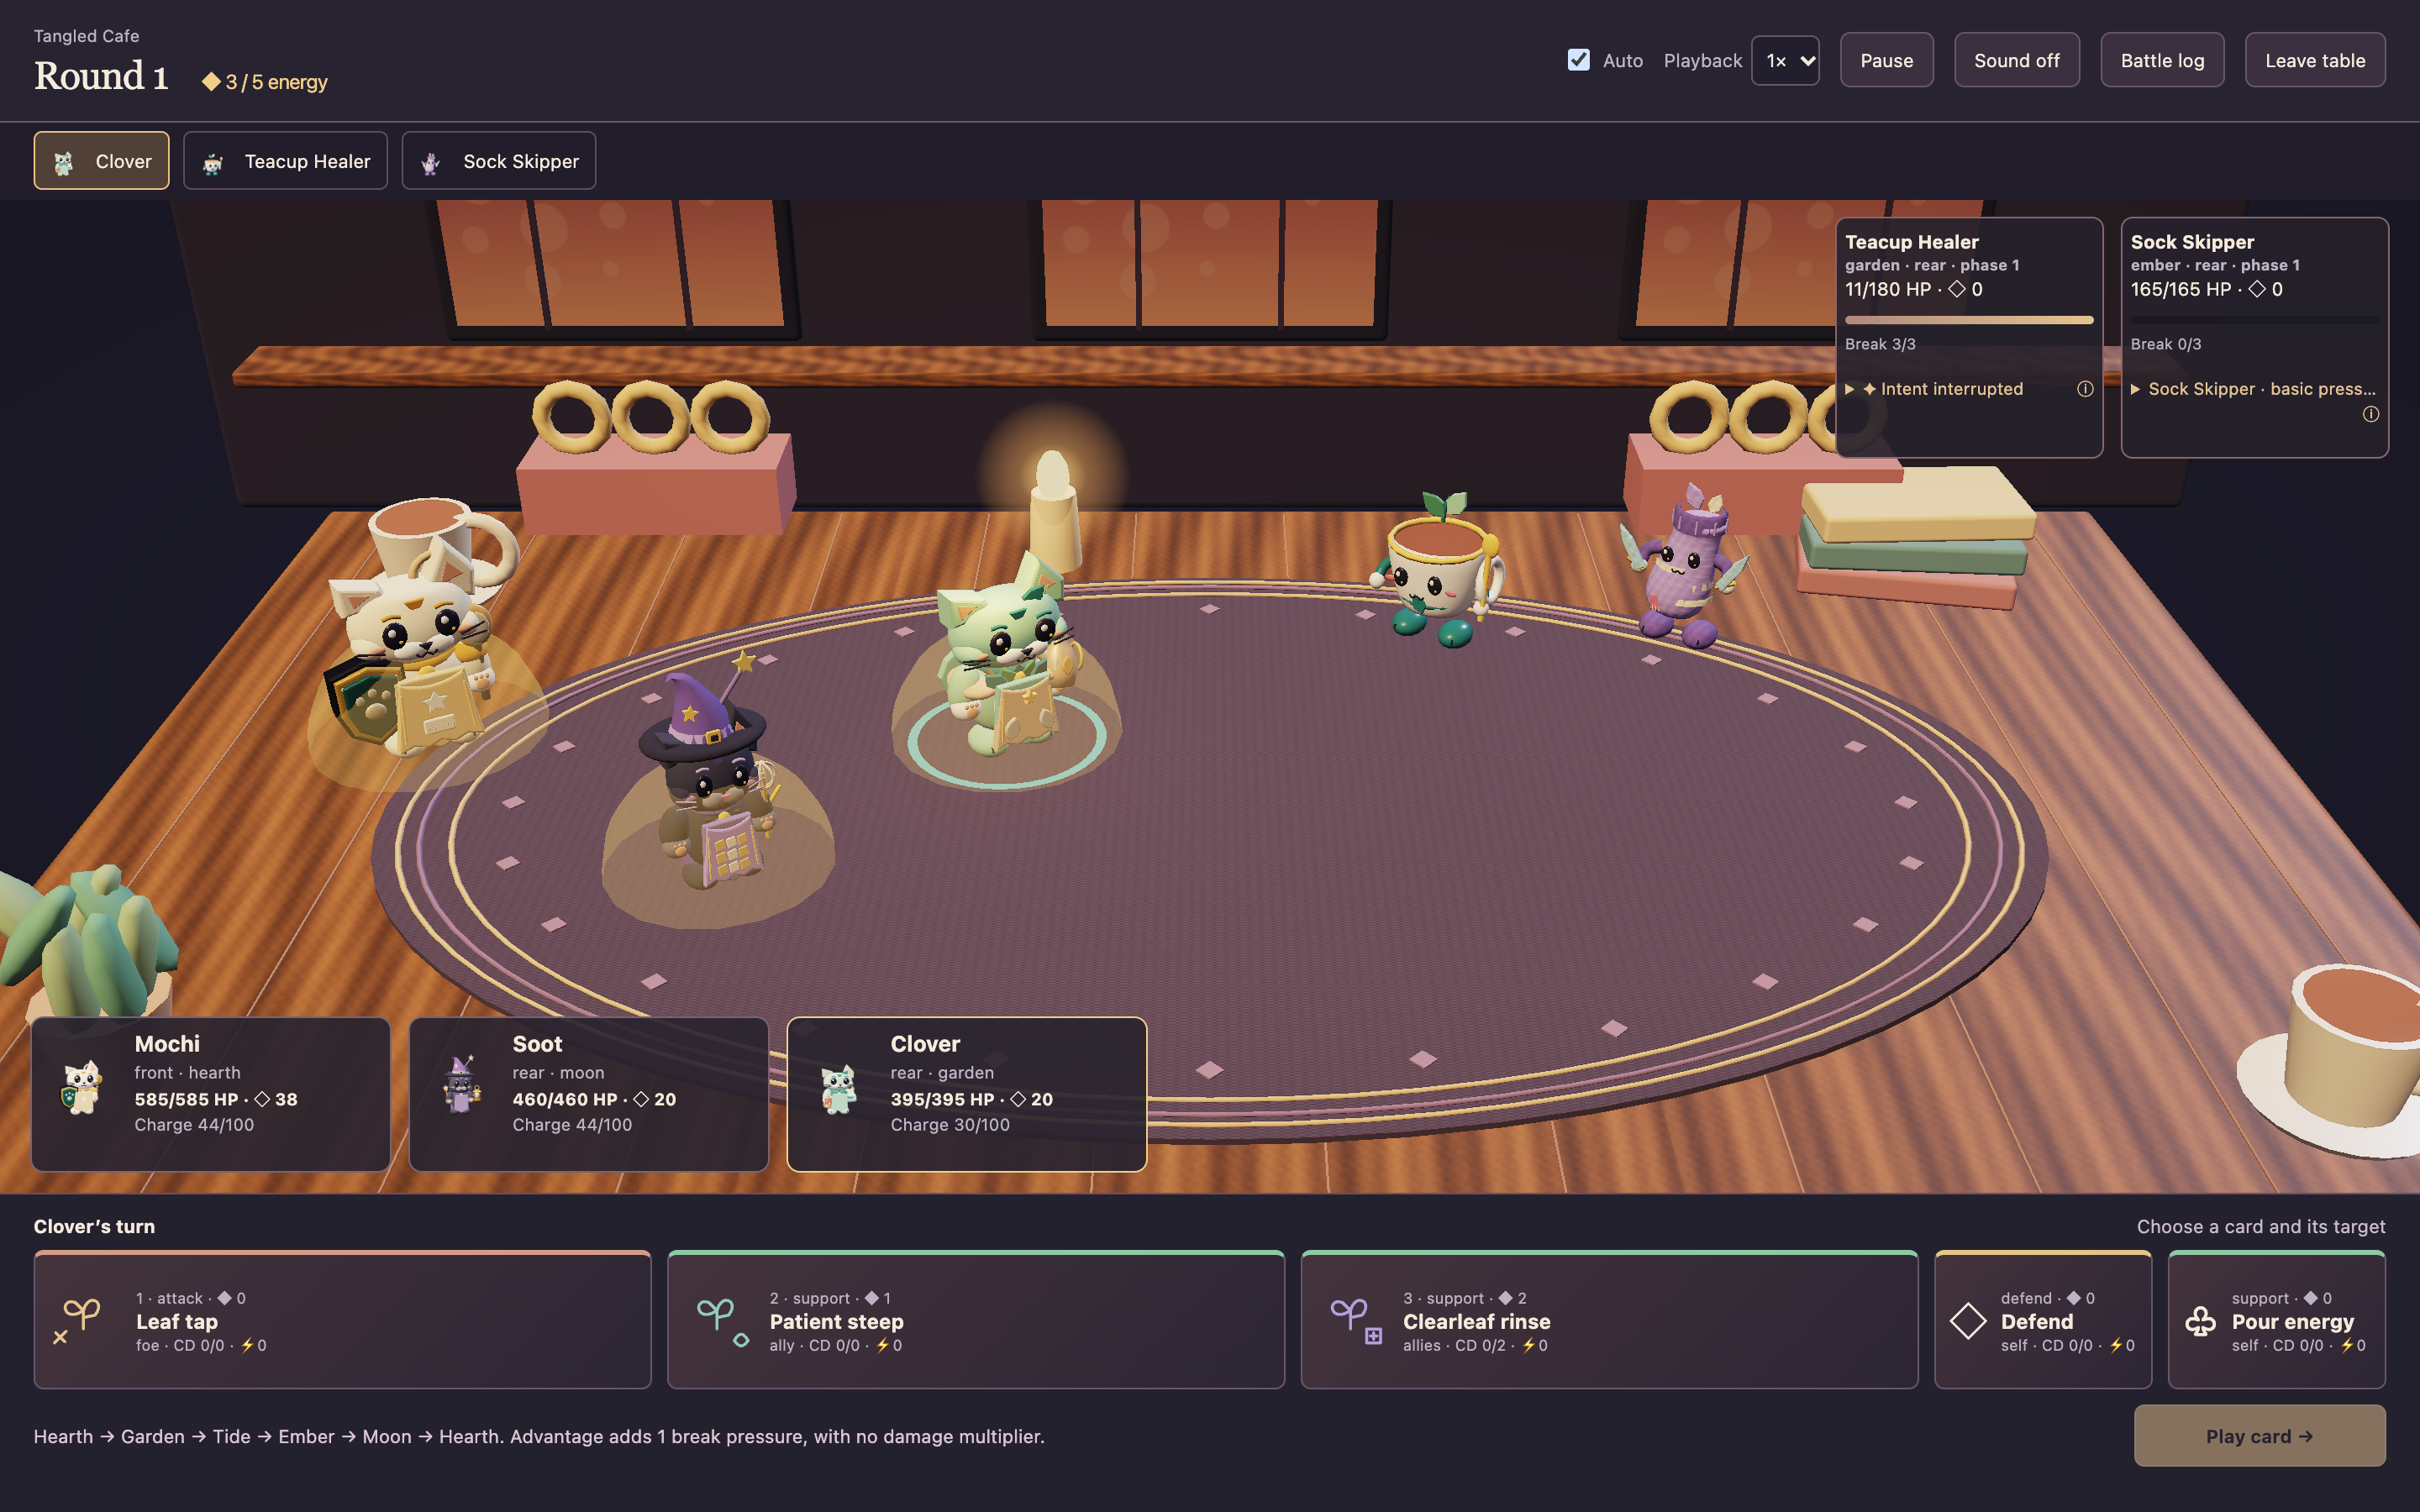 Tangled Cafe
Round 1
3 / 5 energy
Auto
Playback
1×
Pause
Sound off
Battle log
Leave table
Clover
Teacup Healer
Sock Skipper
Teacup Healer
garden · rear · phase 1
11/180 HP · ◇ 0
Break 3/3
▶ ✦ Intent interrupted ⓘ
Sock Skipper
ember · rear · phase 1
165/165 HP · ◇ 0
Break 0/3
▶ Sock Skipper · basic press... ⓘ
Mochi
front · hearth
585/585 HP · ◇ 38
Charge 44/100
Soot
rear · moon
460/460 HP · ◇ 20
Charge 44/100
Clover
rear · garden
395/395 HP · ◇ 20
Charge 30/100
Clover’s turn
Choose a card and its target
1 · attack · ◆ 0
Leaf tap
foe · CD 0/0 · ⚡0
2 · support · ◆ 1
Patient steep
ally · CD 0/0 · ⚡0
3 · support · ◆ 2
Clearleaf rinse
allies · CD 0/2 · ⚡0
defend · ◆ 0
Defend
self · CD 0/0 · ⚡0
support · ◆ 0
Pour energy
self · CD 0/0 · ⚡0
Hearth → Garden → Tide → Ember → Moon → Hearth. Advantage adds 1 break pressure, with no damage multiplier.
Play card →